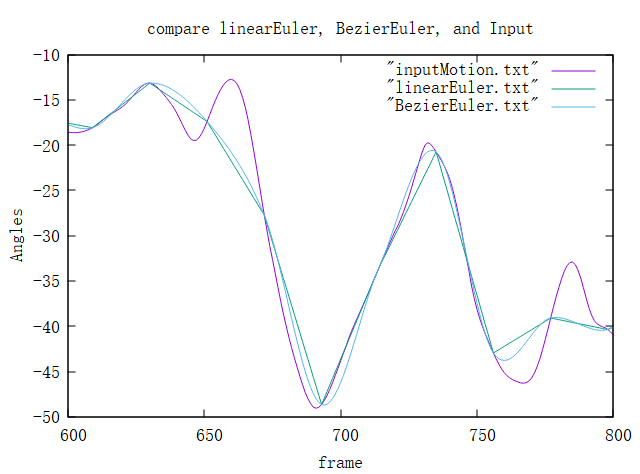 compare linearEuler, BezierEuler, and Input
"inputMotion.txt"
"linearEuler.txt"
"BezierEuler.txt"
-10
-15
-20
-25
-30
-35
-40
-45
-50
Angles
600 650 700 750 800
frame